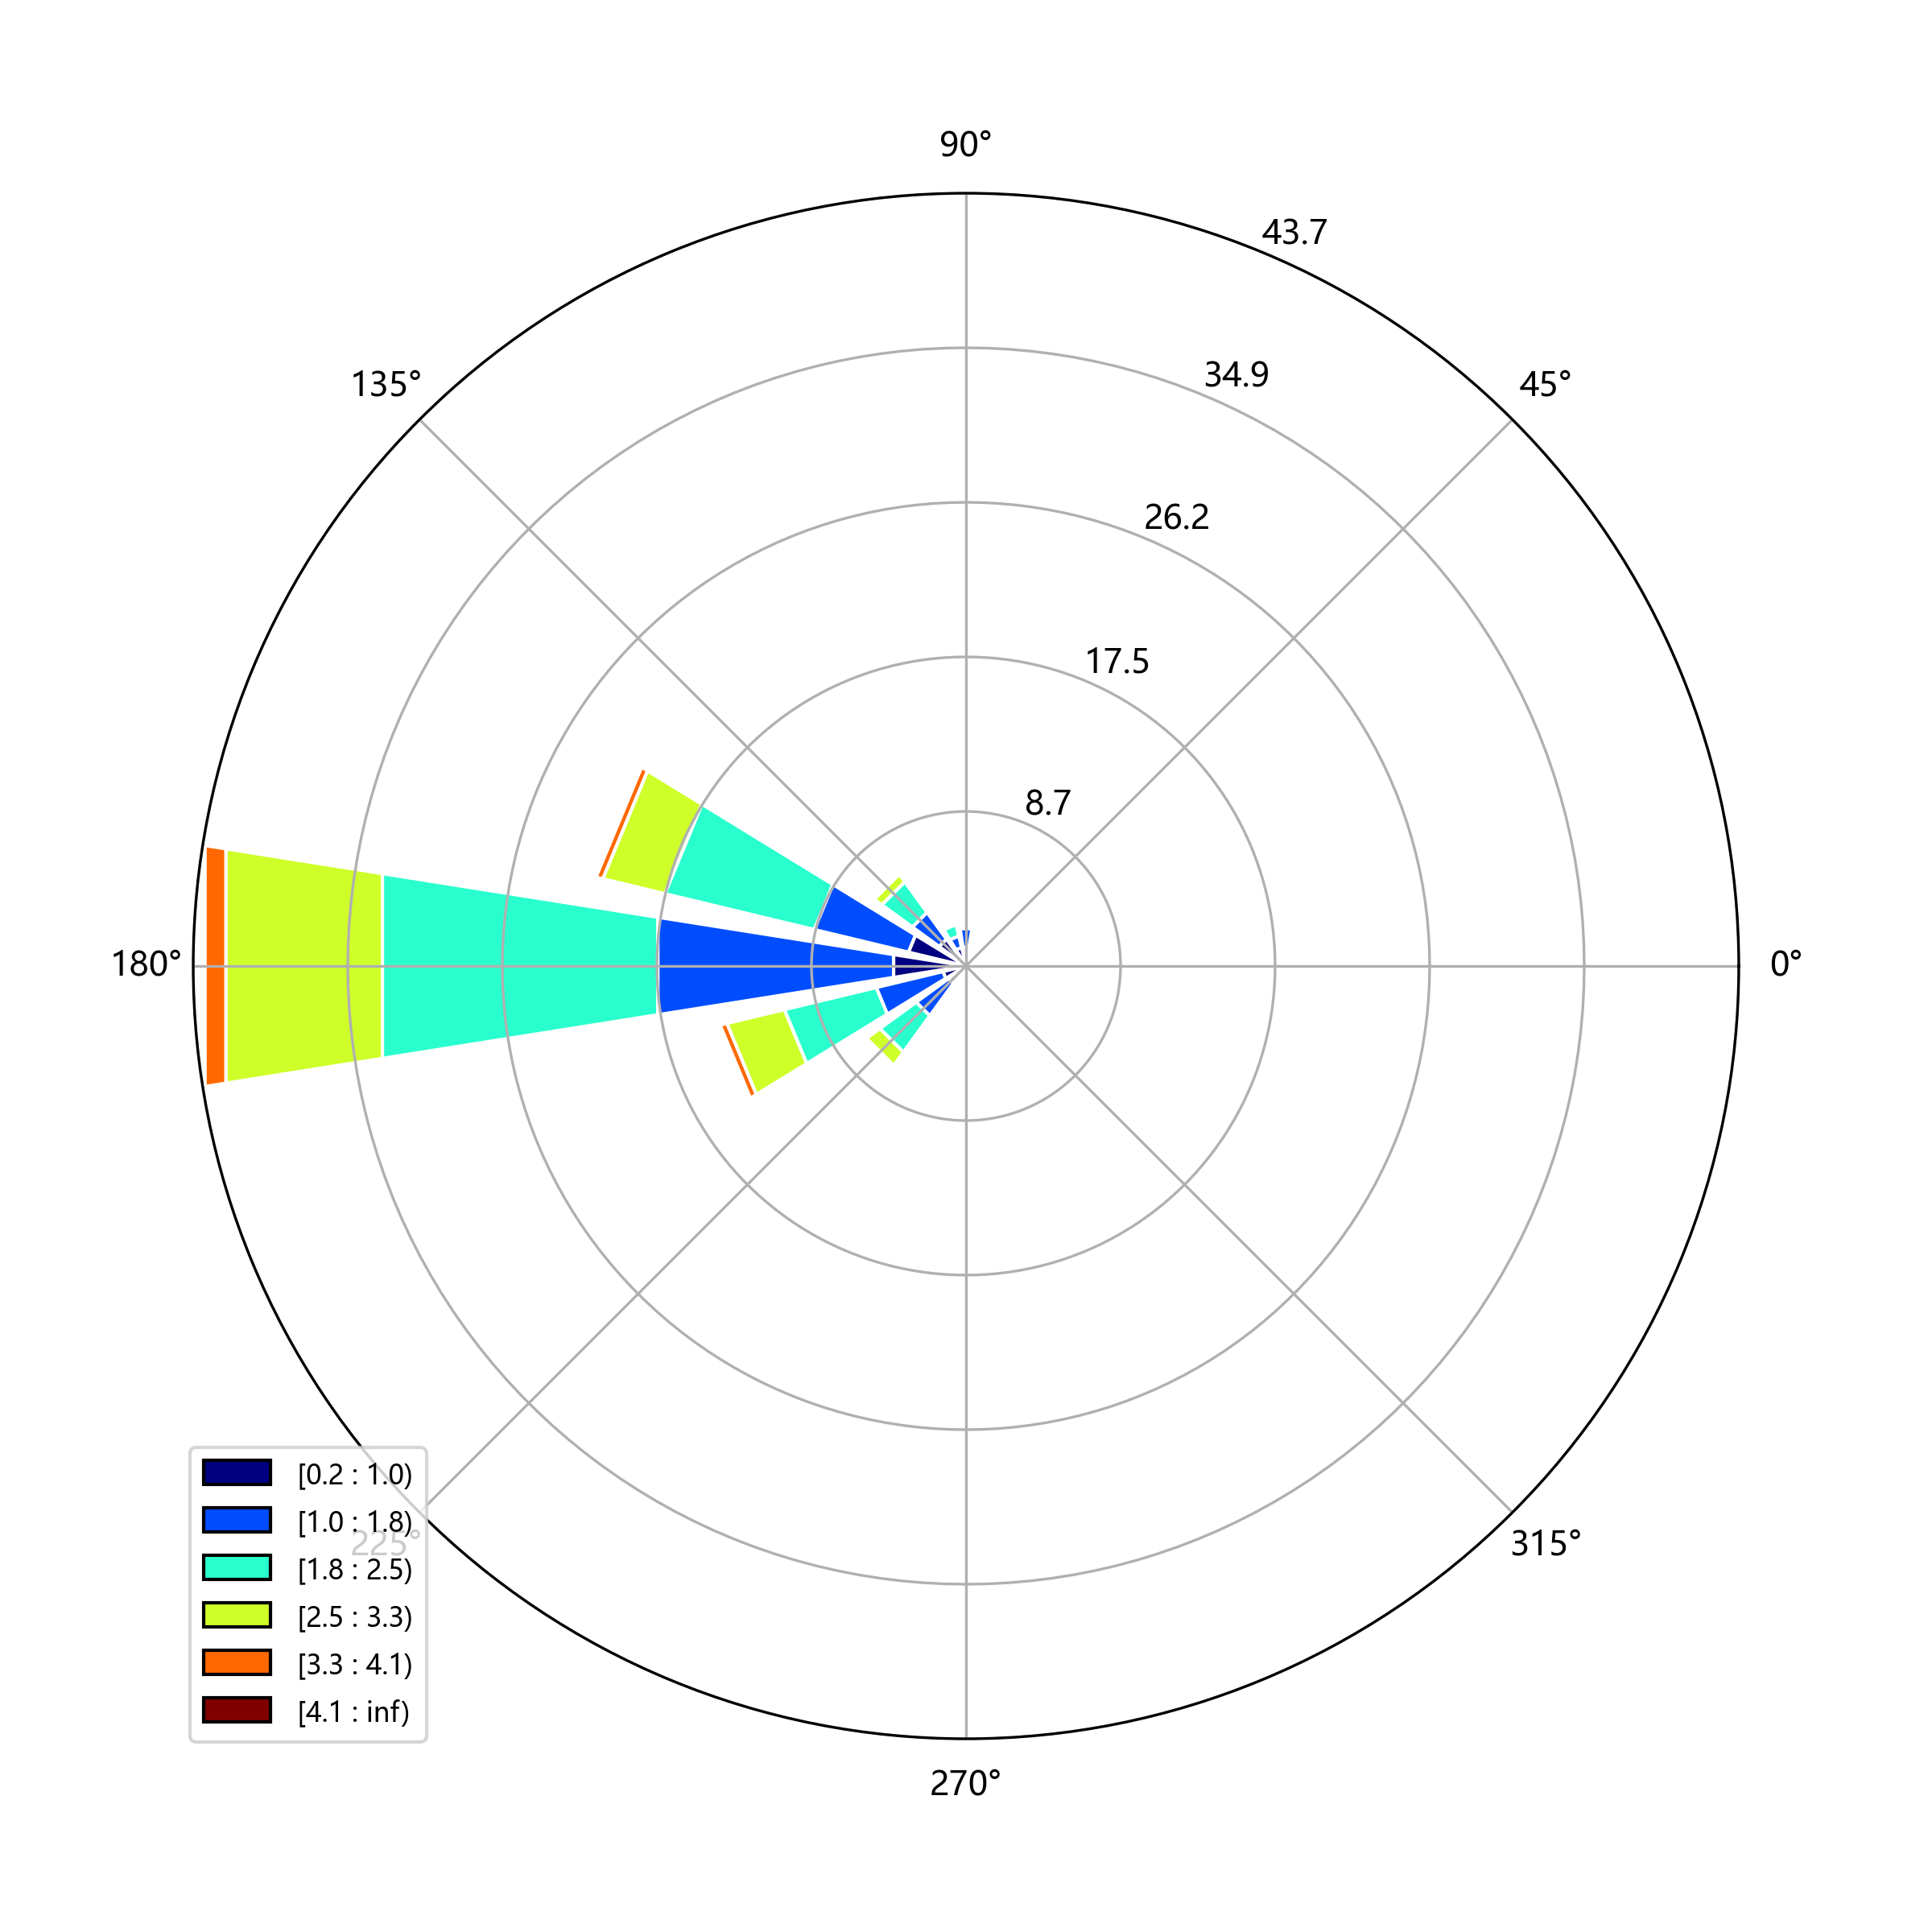 90°
43.7
135°
34.9
45°
26.2
17.5
8.7
180°
0°
[0.2 : 1.0)
[1.0 : 1.8)
225°
[1.8 : 2.5)
[2.5 : 3.3)
[3.3 : 4.1)
[4.1 : inf)
315°
270°